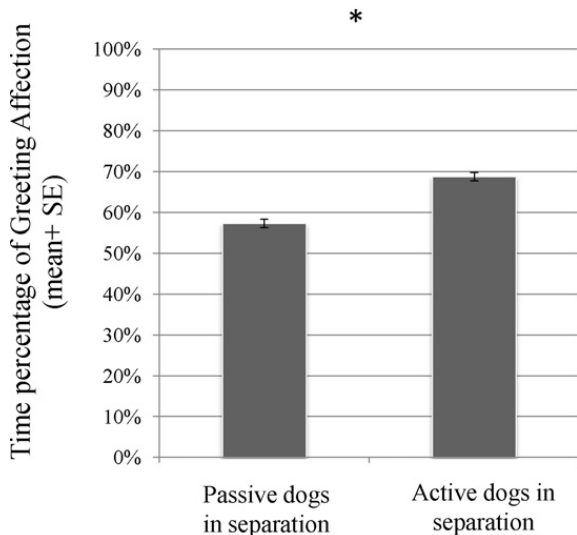 *
Time percentage of Greeting Affection
(mean+ SE)
100%
90%
80%
70%
60%
50%
40%
30%
20%
10%
0%
Passive dogs
in separation
Active dogs in
separation